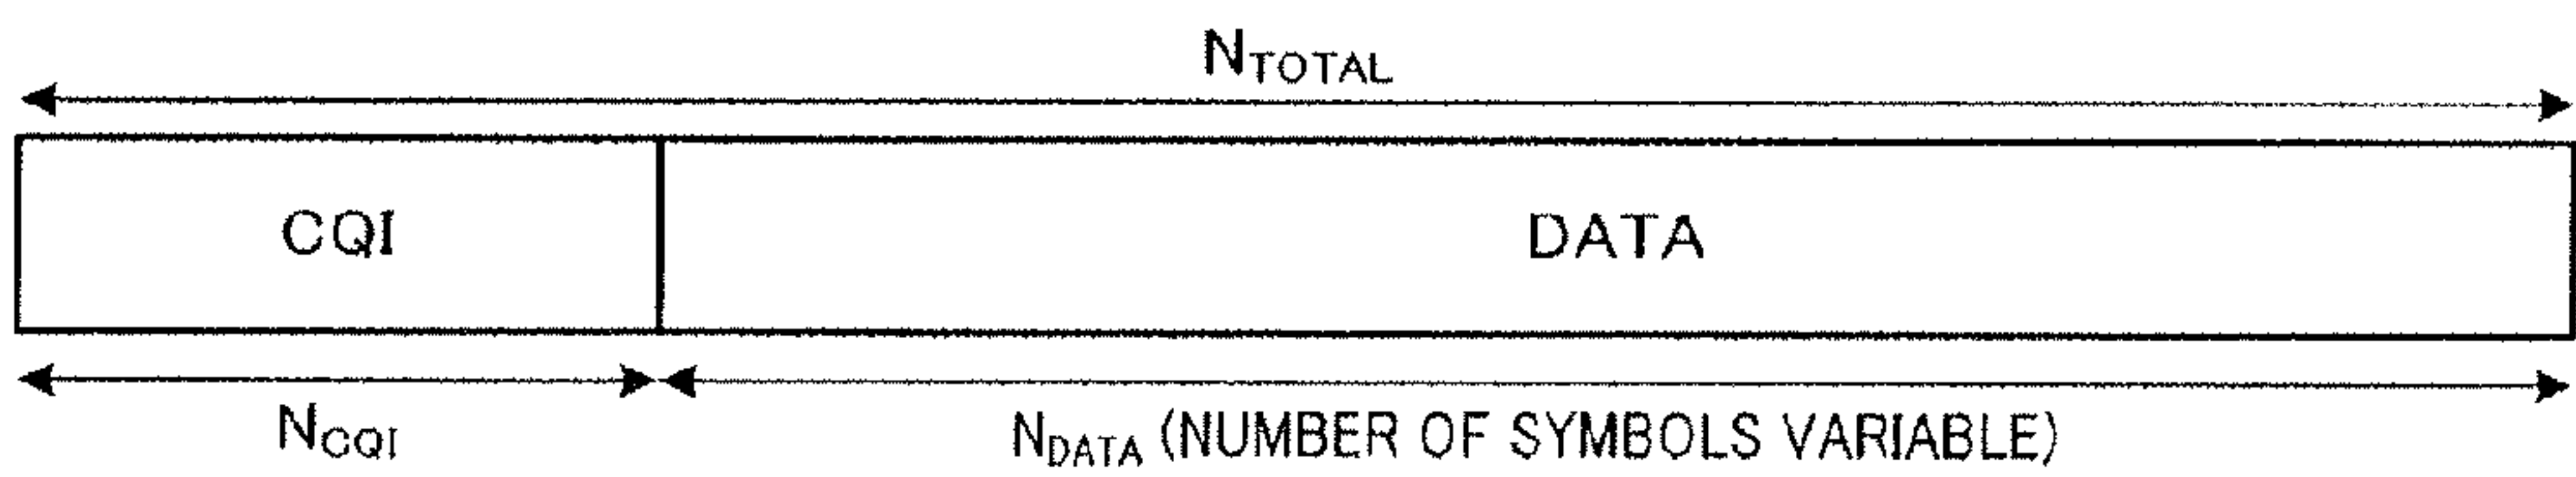 NTOTAL
CQI DATA
NCQI NDATA (NUMBER OF SYMBOLS VARIABLE)